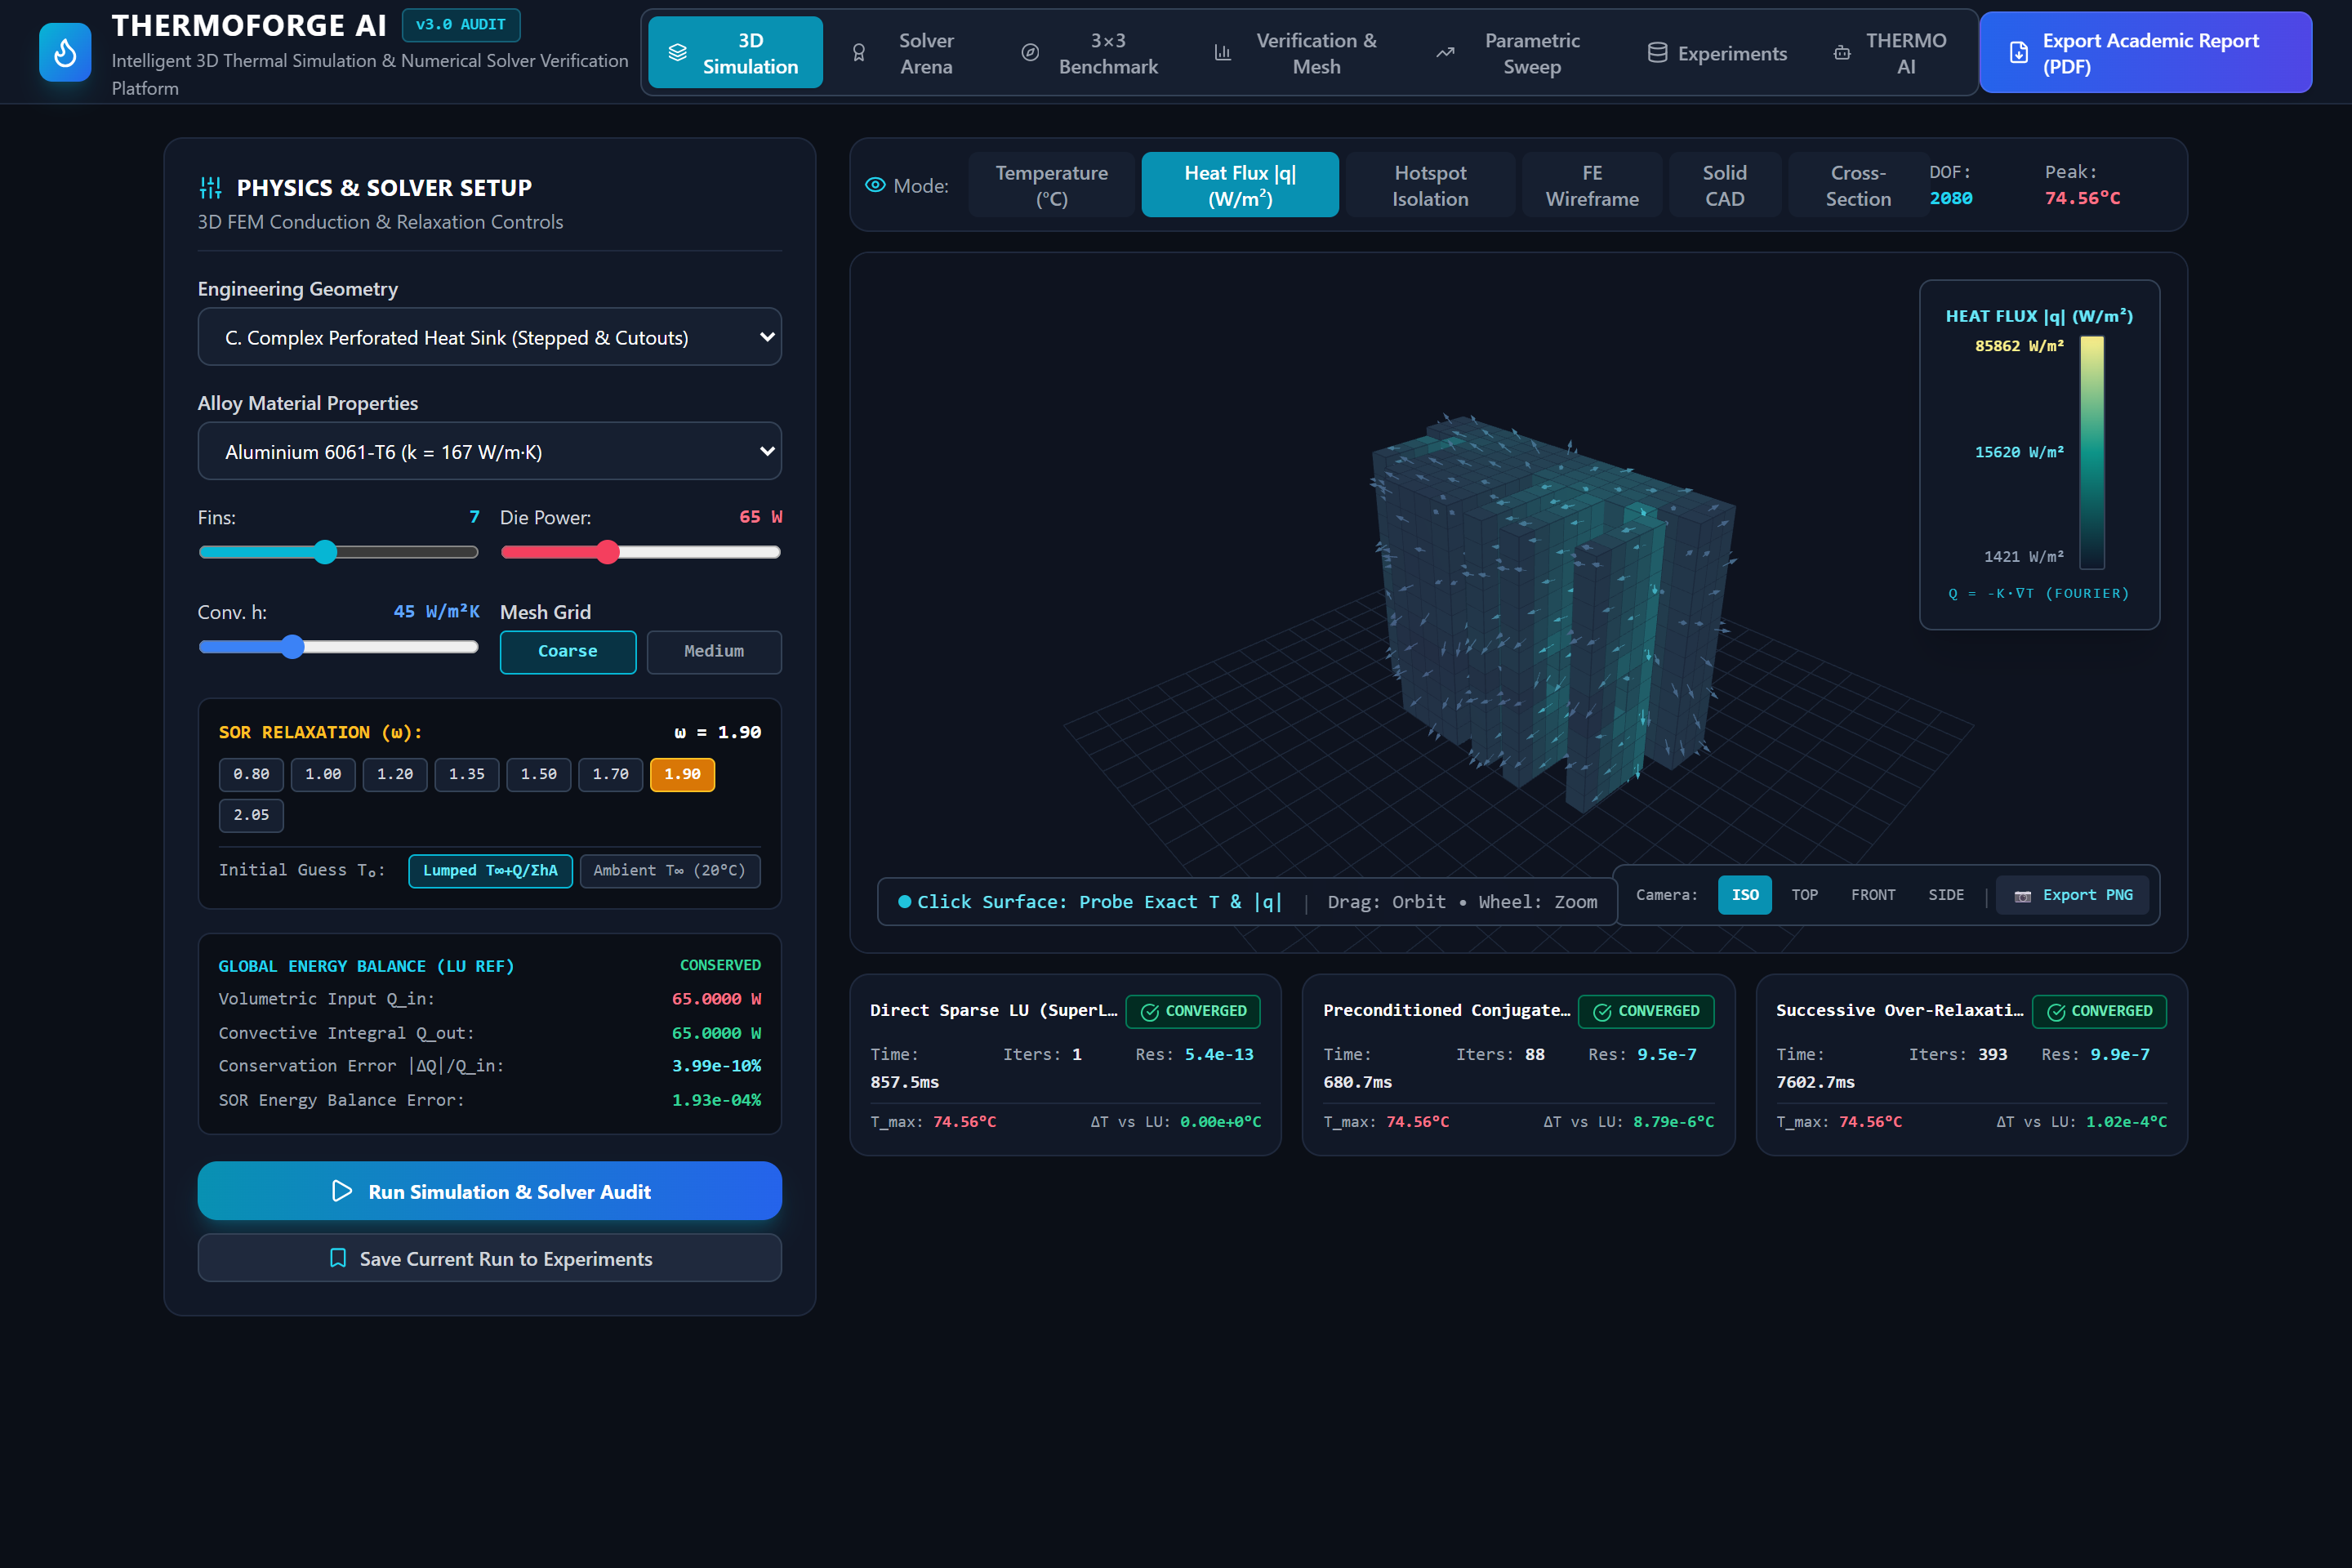 THERMOFORGE AI
v3.0 AUDIT
Intelligent 3D Thermal Simulation & Numerical Solver Verification
Platform
3D
Simulation
Solver
Arena
3×3
Benchmark
Verification &
Mesh
Parametric
Sweep
Experiments
THERMO
AI
Export Academic Report
(PDF)
PHYSICS & SOLVER SETUP
3D FEM Conduction & Relaxation Controls
Engineering Geometry
C. Complex Perforated Heat Sink (Stepped & Cutouts)
Alloy Material Properties
Aluminium 6061-T6 (k = 167 W/m·K)
Fins: 7
Die Power: 65 W
Conv. h: 45 W/m²K
Mesh Grid
Coarse
Medium
SOR RELAXATION (ω): ω = 1.90
0.80 1.00 1.20 1.35 1.50 1.70 1.90
2.05
Initial Guess T₀: Lumped T∞+Q/ΣhA Ambient T∞ (20°C)
GLOBAL ENERGY BALANCE (LU REF) CONSERVED
Volumetric Input Q_in: 65.0000 W
Convective Integral Q_out: 65.0000 W
Conservation Error |ΔQ|/Q_in: 3.99e-10%
SOR Energy Balance Error: 1.93e-04%
Run Simulation & Solver Audit
Save Current Run to Experiments
Mode:
Temperature
(°C)
Heat Flux |q|
(W/m²)
Hotspot
Isolation
FE
Wireframe
Solid
CAD
Cross-
Section
DOF:
2080
Peak:
74.56°C
HEAT FLUX |q| (W/m²)
85862 W/m²
15620 W/m²
1421 W/m²
Q = -K·∇T (FOURIER)
Click Surface: Probe Exact T & |q| | Drag: Orbit • Wheel: Zoom
Camera: ISO TOP FRONT SIDE | Export PNG
Direct Sparse LU (SuperL… CONVERGED
Time: Iters: 1 Res: 5.4e-13
857.5ms
T_max: 74.56°C ΔT vs LU: 0.00e+0°C
Preconditioned Conjugate… CONVERGED
Time: Iters: 88 Res: 9.5e-7
680.7ms
T_max: 74.56°C ΔT vs LU: 8.79e-6°C
Successive Over-Relaxati… CONVERGED
Time: Iters: 393 Res: 9.9e-7
7602.7ms
T_max: 74.56°C ΔT vs LU: 1.02e-4°C